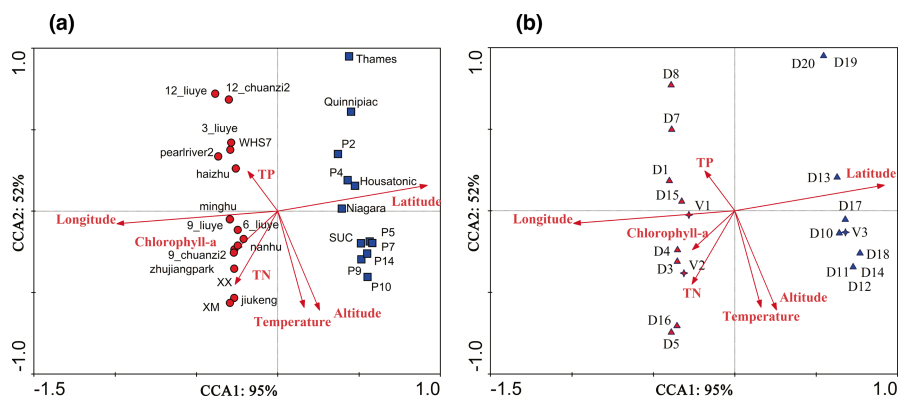 (a)
(b)
1.0
Thames
12_liuye
12_chuanzi2
Quinnipiac
3_liuye
WHS7
P2
pearlriver2
haizhu
TP
P4
Housatonic
Latitude
minghu
Niagara
Longitude
9_liuye
6_liuye
Chlorophyll-a
SUC
P5
P7
nanhu
9_chuanzi2
P14
zhujiangpark
TN
P9
XX
P10
XM
jiukeng
Temperature
Altitude
CCA2: 52%
-1.0
-1.5
CCA1: 95%
1.0
1.0
D20
D19
D8
D7
D1
TP
D13
Latitude
D15
V1
D17
Longitude
Chlorophyll-a
D10
V3
D4
D18
D3
V2
D11
D14
TN
D12
D16
Altitude
D5
Temperature
CCA2: 52%
-1.0
-1.5
CCA1: 95%
1.0